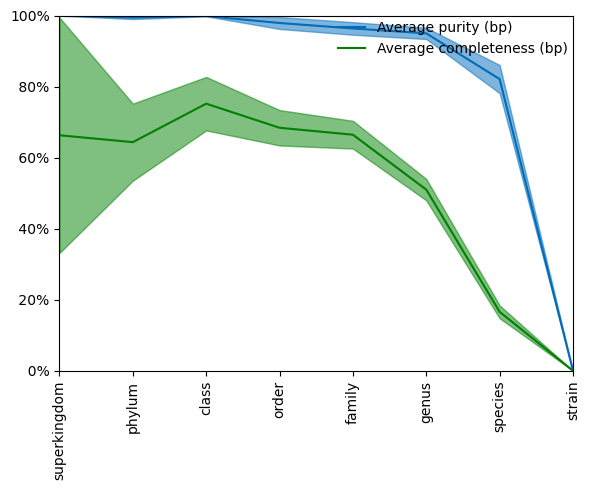 Average purity (bp)
Average completeness (bp)
100%
80%
60%
40%
20%
0%
superkingdom
phylum
class
order
family
genus
species
strain